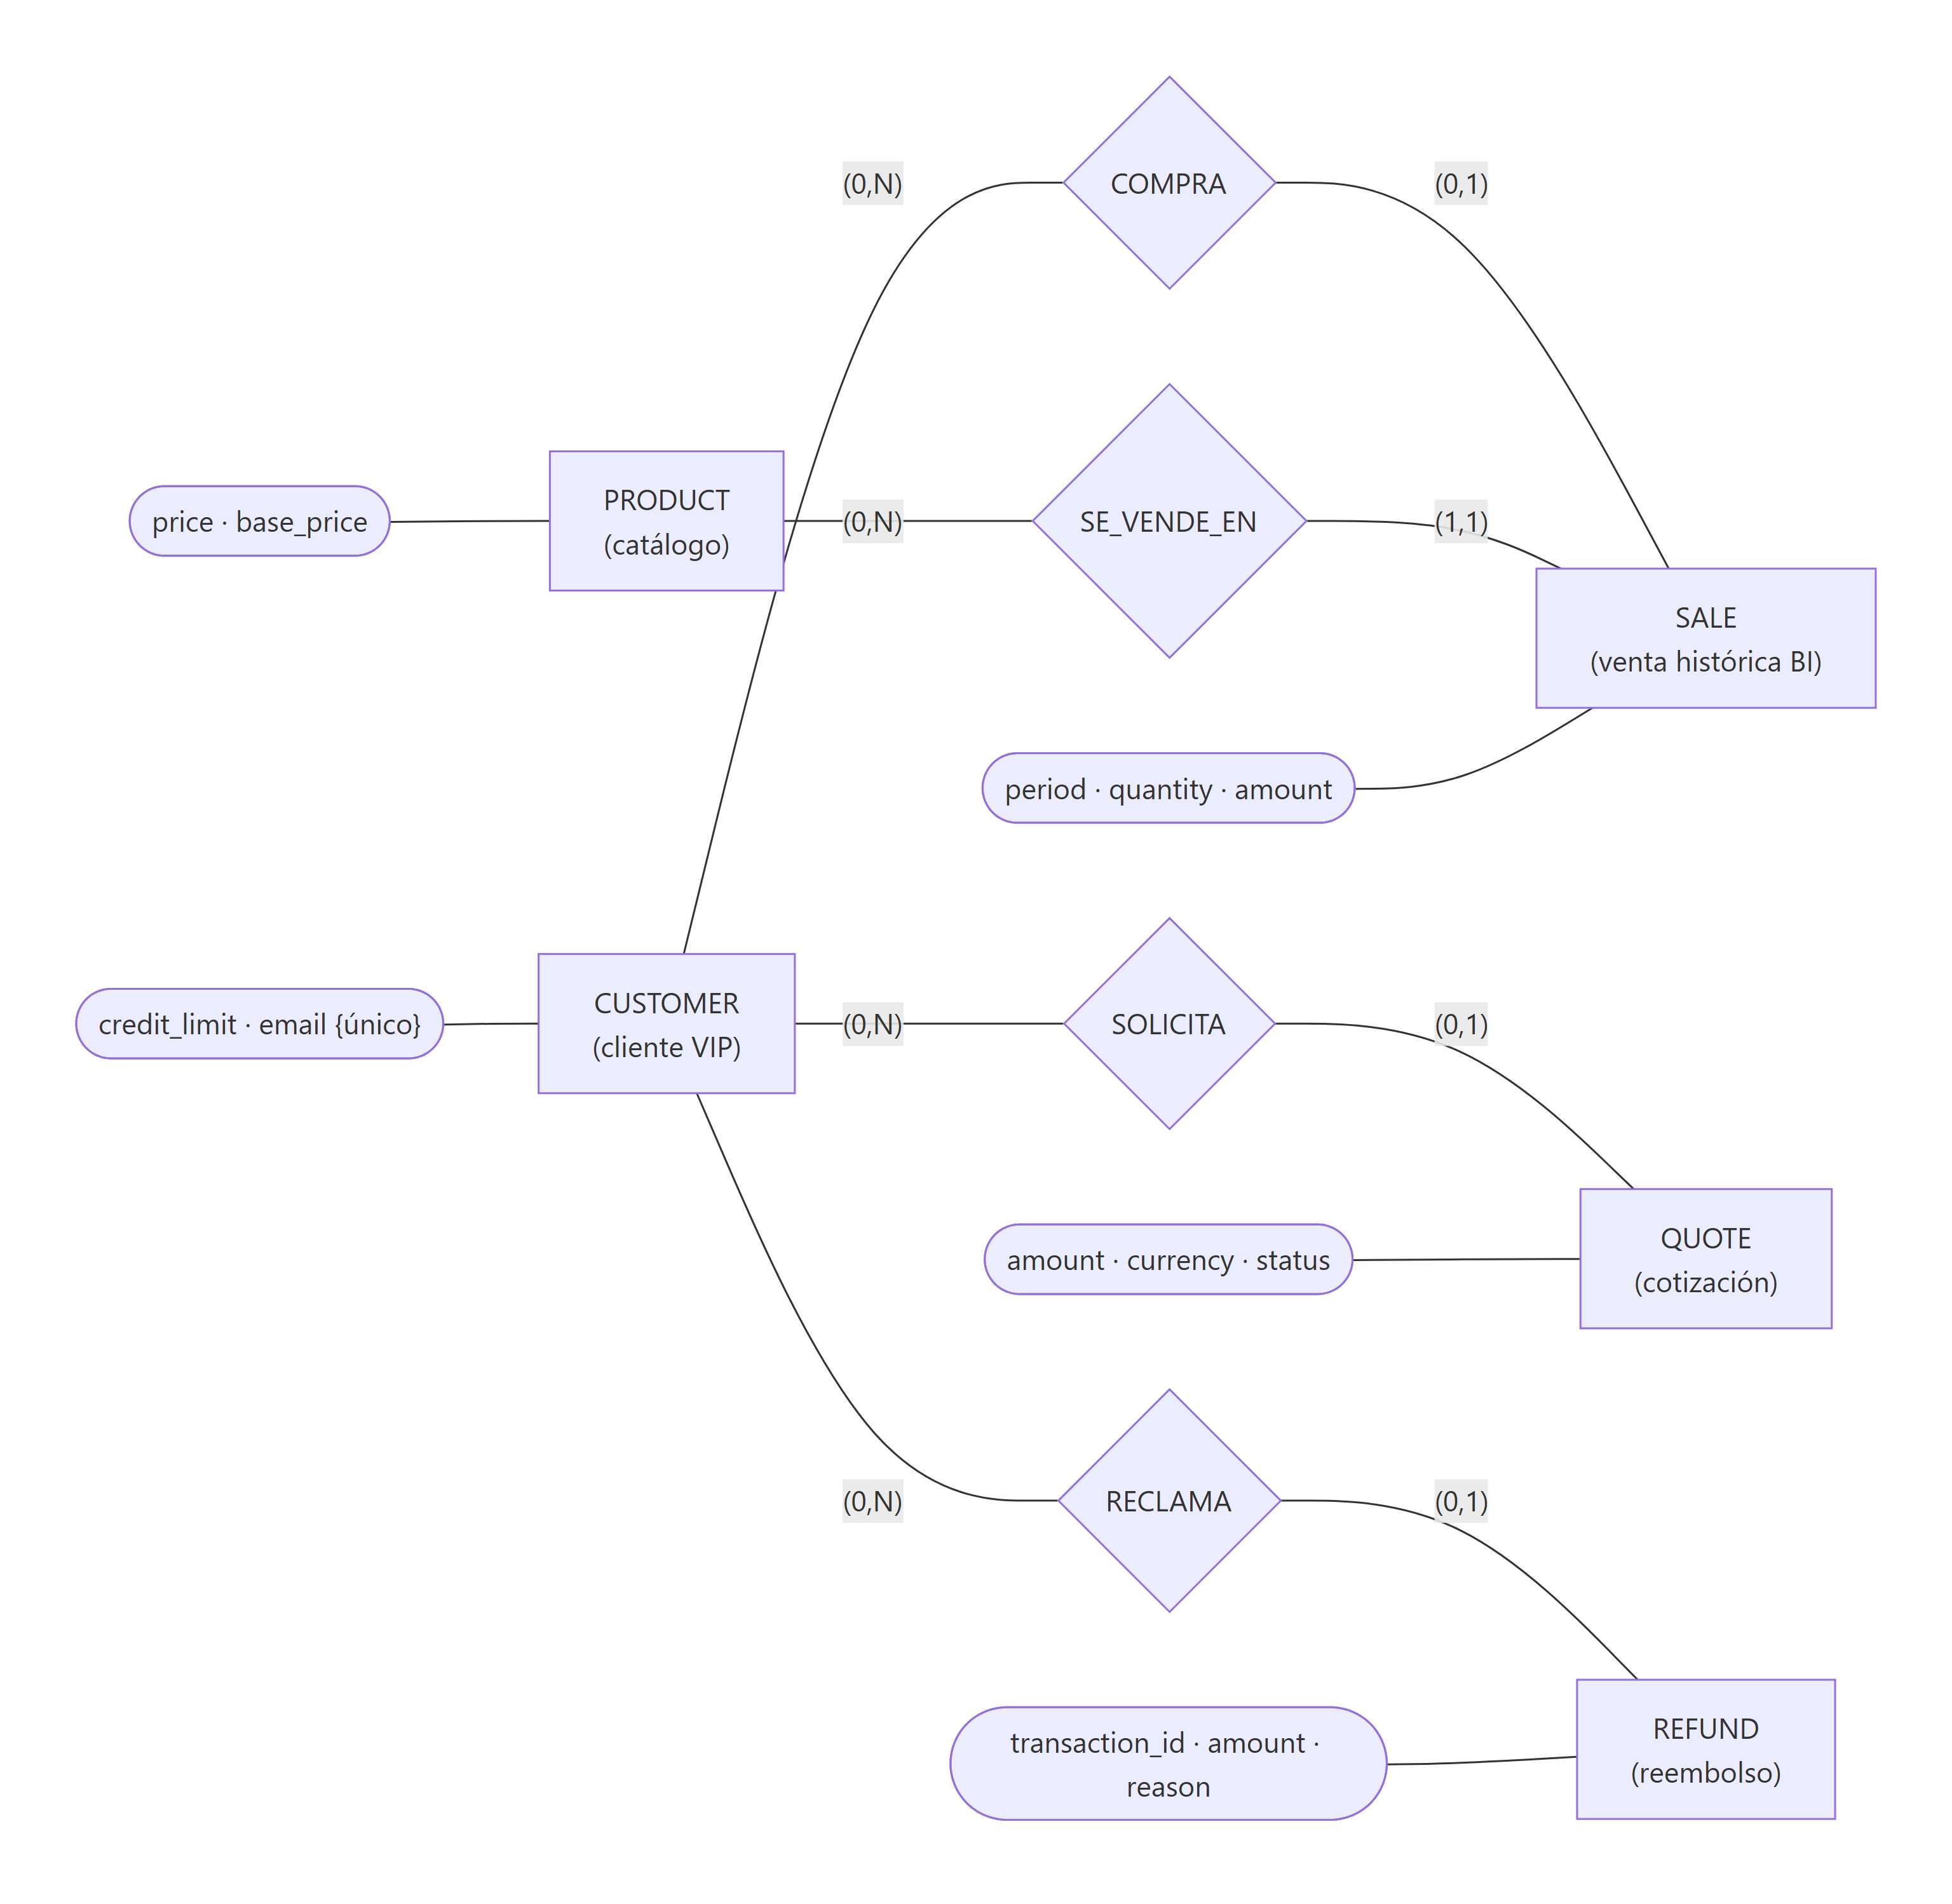 COMPRA
(0,N)
(0,1)
PRODUCT
(catálogo)
price · base_price
(0,N)
SE_VENDE_EN
(1,1)
SALE
(venta histórica BI)
period · quantity · amount
CUSTOMER
(cliente VIP)
credit_limit · email {único}
(0,N)
SOLICITA
(0,1)
QUOTE
(cotización)
amount · currency · status
(0,N)
RECLAMA
(0,1)
REFUND
(reembolso)
transaction_id · amount ·
reason